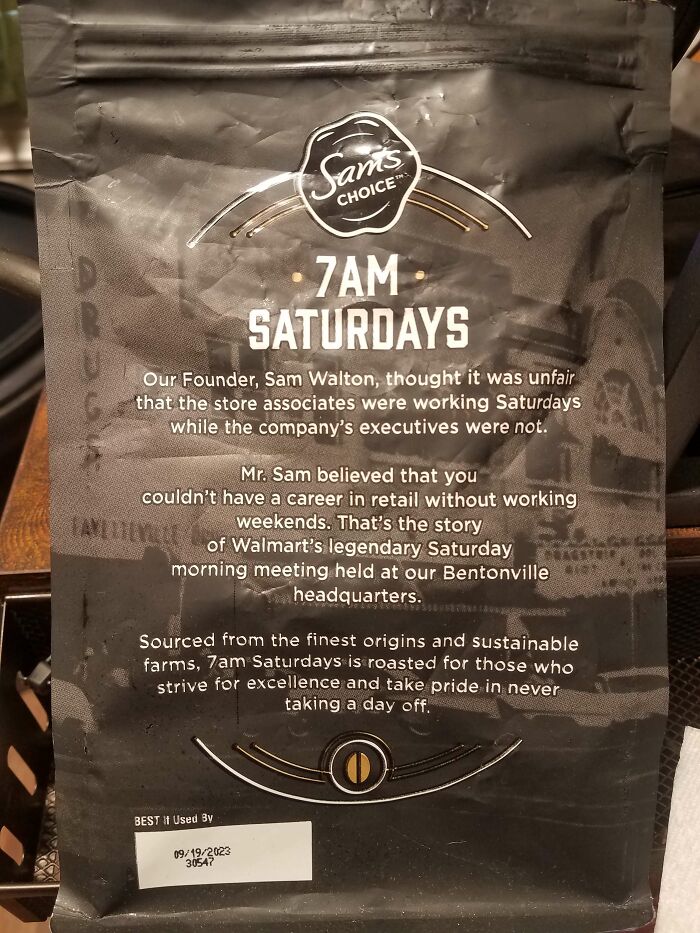 Sam's
CHOICE™
7AM
SATURDAYS
Our Founder, Sam Walton, thought it was unfair
that the store associates were working Saturdays
while the company's executives were not.
Mr. Sam believed that you
couldn't have a career in retail without working
weekends. That's the story
of Walmart's legendary Saturday
morning meeting held at our Bentonville
headquarters.
Sourced from the finest origins and sustainable
farms, 7am Saturdays is roasted for those who
strive for excellence and take pride in never
taking a day off.
BEST If Used By
09/19/2023
30547
DRUGS
FAYETTEVILLE